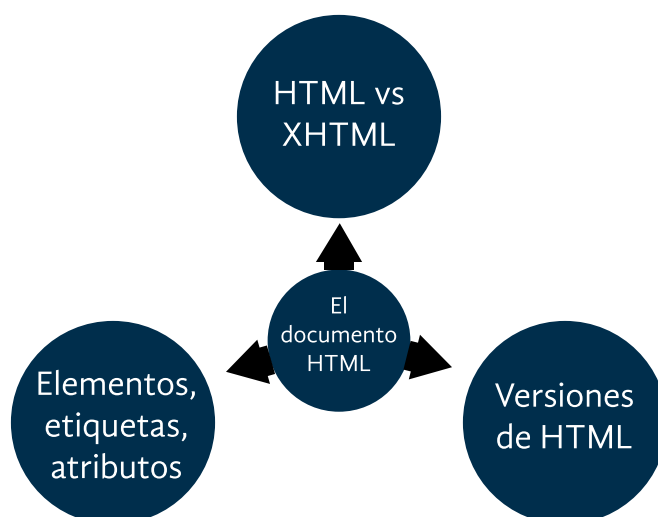 HTML vs
XHTML
El
documento
HTML
Elementos,
etiquetas,
atributos
Versiones
de HTML